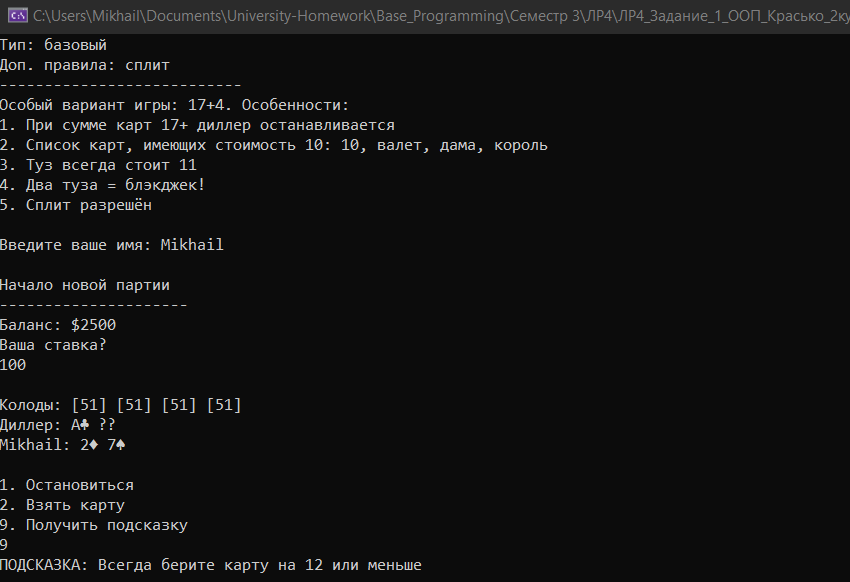 C:\Users\Mikhail\Documents\University-Homework\Base_Programming\Семестр 3\ЛР4\ЛР4_Задание_1_ООП_Красько_2ку
Тип: базовый
Доп. правила: сплит
---------------------------
Особый вариант игры: 17+4. Особенности:
1. При сумме карт 17+ диллер останавливается
2. Список карт, имеющих стоимость 10: 10, валет, дама, король
3. Туз всегда стоит 11
4. Два туза = блэкджек!
5. Сплит разрешён
Введите ваше имя: Mikhail
Начало новой партии
---------------------
Баланс: $2500
Ваша ставка?
100
Колоды: [51] [51] [51] [51]
Диллер: A♣ ??
Mikhail: 2♦ 7♠
1. Остановиться
2. Взять карту
9. Получить подсказку
9
ПОДСКАЗКА: Всегда берите карту на 12 или меньше